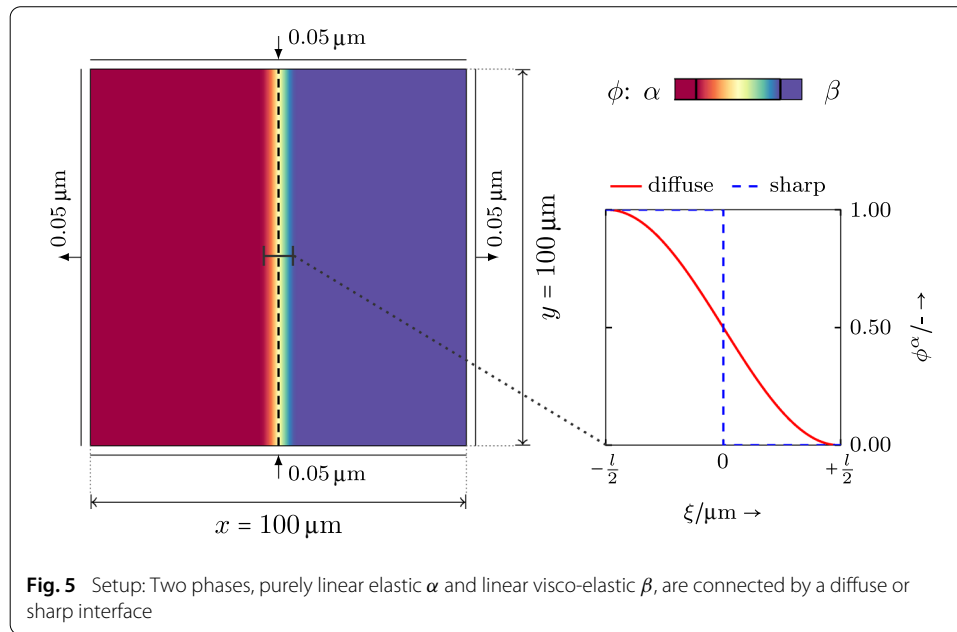 0.05 μm
0.05 μm
0.05 μm
y = 100 μm
0.05 μm
x = 100 μm
ϕ: α β
diffuse sharp
1.00
0.50
0.00
ϕ^α/- →
−l/2 0 +l/2
ξ/μm →
Fig. 5 Setup: Two phases, purely linear elastic α and linear visco-elastic β, are connected by a diffuse or
sharp interface